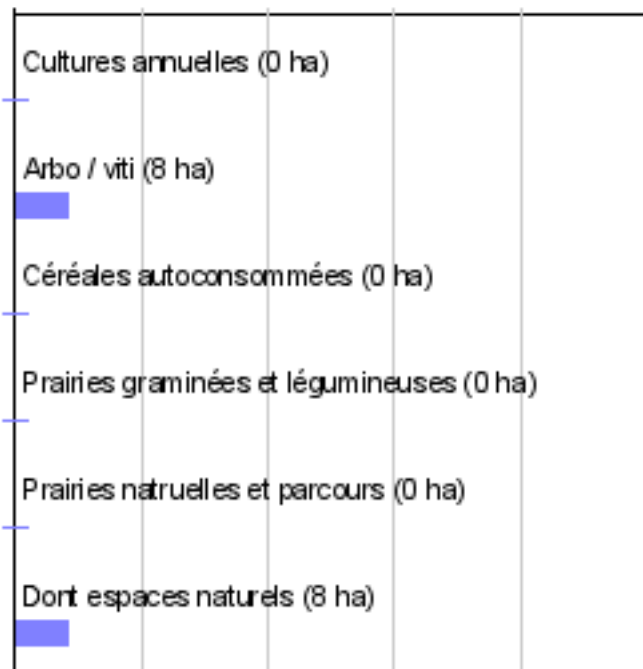 Cultures annuelles (0 ha)
Arbo / viti (8 ha)
Céréales autoconsommées (0 ha)
Prairies graminées et légumineuses (0 ha)
Prairies natruelles et parcours (0 ha)
Dont espaces naturels (8 ha)